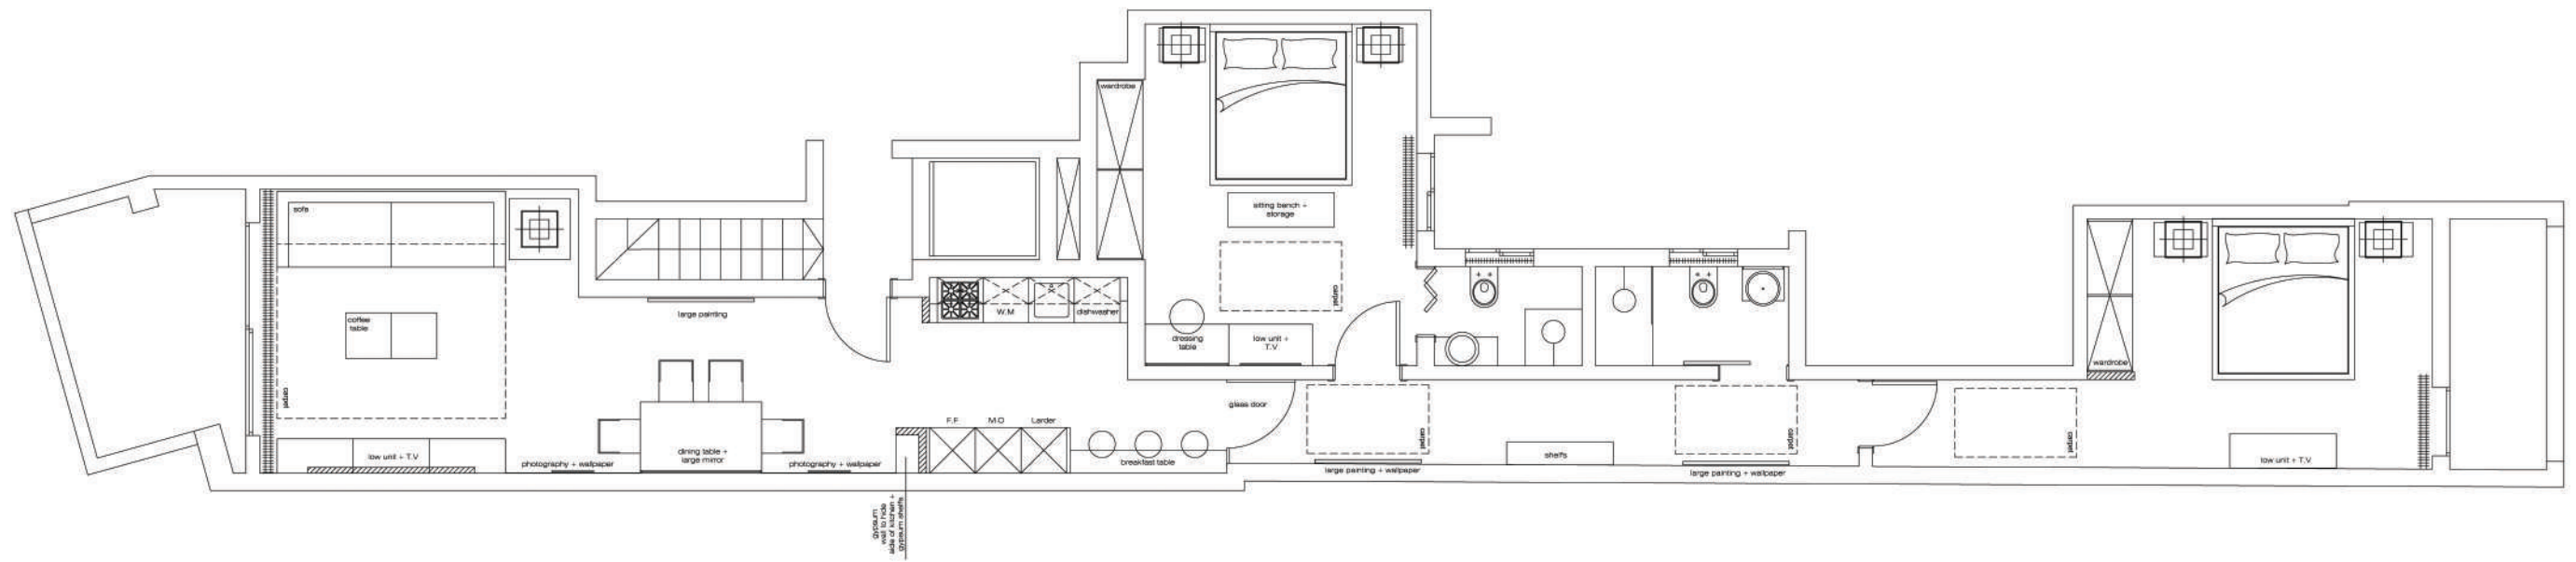 sofa
coffee
table
carpet
low unit + T.V
large painting
photography + wallpaper
dining table +
large mirror
photography + wallpaper
W.M
dishwasher
F.F
M.O
Larder
breakfast table
gypsum
wall to hide
side of kitchen +
gypsum shelfs
wardrobe
sitting bench +
storage
carpet
dressing
table
low unit +
T.V
glass door
carpet
large painting + wallpaper
shelfs
carpet
large painting + wallpaper
carpet
wardrobe
low unit + T.V